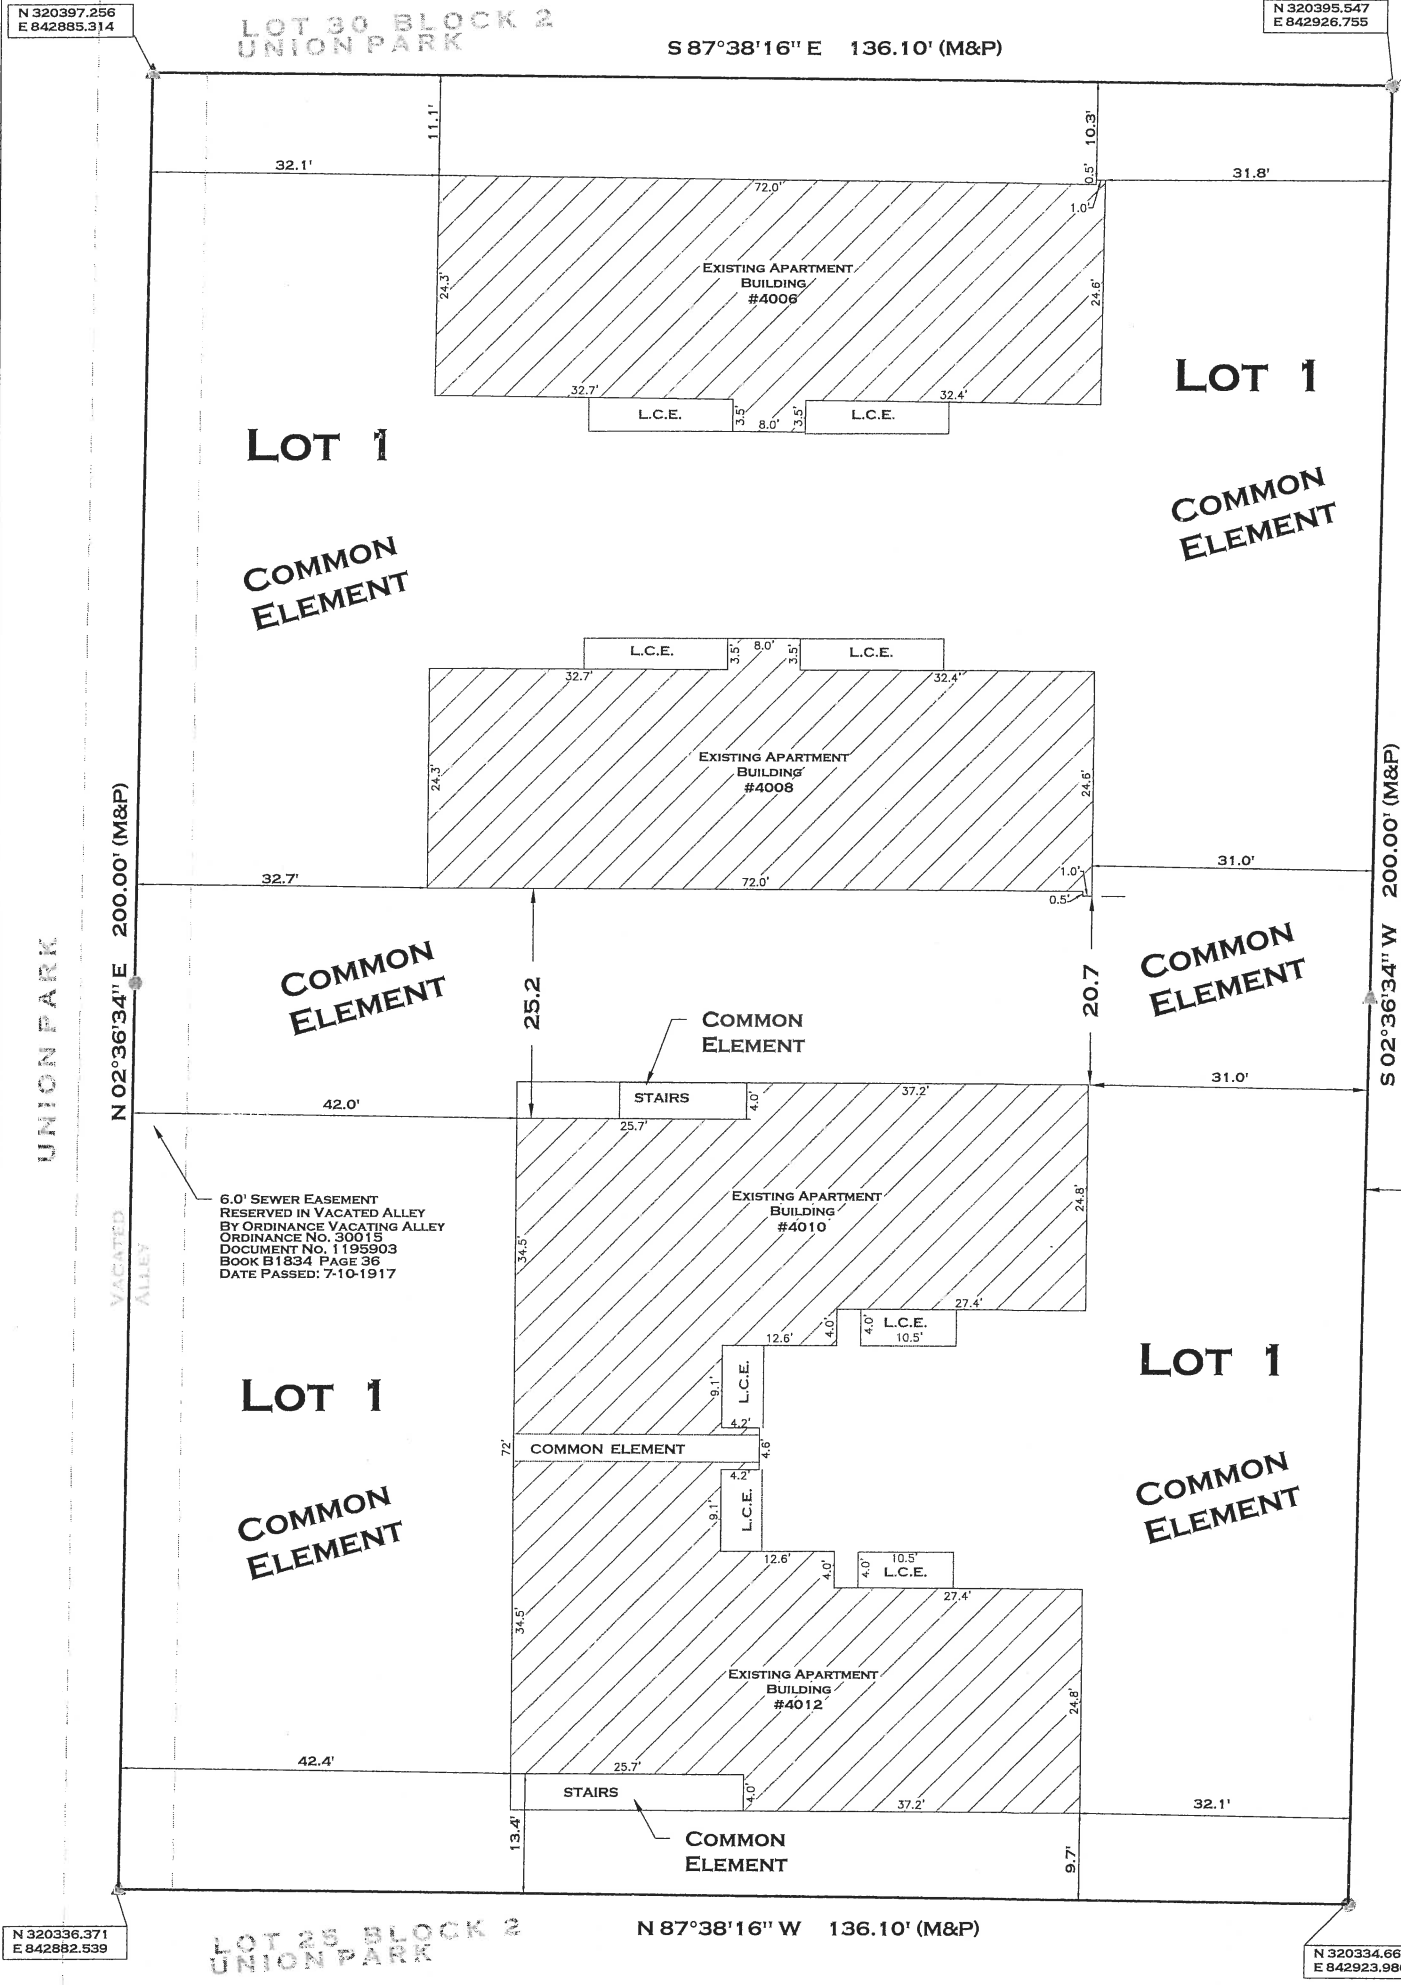 N 320397.256
E 842885.314
N 320395.547
E 842926.755
LOT 30 BLOCK 2
UNION PARK
S 87°38'16" E 136.10' (M&P)
11.1'
10.3'
32.1'
72.0'
0.5'
1.0'
31.8'
EXISTING APARTMENT
BUILDING
#4006
24.3'
24.6'
32.7'
32.4'
L.C.E.
3.5'
8.0'
3.5'
L.C.E.
LOT 1
LOT 1
COMMON
ELEMENT
COMMON
ELEMENT
L.C.E.
3.5'
8.0'
3.5'
L.C.E.
32.7'
32.4'
EXISTING APARTMENT
BUILDING
#4008
24.3'
24.6'
N 02°36'34" E 200.00' (M&P)
S 02°36'34" W 200.00' (M&P)
32.7'
72.0'
1.0'
0.5'
31.0'
UNION PARK
COMMON
ELEMENT
25.2
20.7
COMMON
ELEMENT
COMMON
ELEMENT
STAIRS
4.0'
37.2'
31.0'
42.0'
25.7'
6.0' SEWER EASEMENT
RESERVED IN VACATED ALLEY
BY ORDINANCE VACATING ALLEY
ORDINANCE NO. 30015
DOCUMENT NO. 1195903
BOOK B1834 PAGE 36
DATE PASSED: 7-10-1917
VACATED
ALLEY
EXISTING APARTMENT
BUILDING
#4010
34.5'
24.8'
27.4'
12.6'
4.0'
4.0'
L.C.E.
10.5'
9.1'
L.C.E.
4.2'
LOT 1
LOT 1
72'
COMMON ELEMENT
4.6'
4.2'
9.1'
L.C.E.
COMMON
ELEMENT
COMMON
ELEMENT
12.6'
4.0'
4.0'
10.5'
L.C.E.
27.4'
34.5'
EXISTING APARTMENT
BUILDING
#4012
24.8'
42.4'
25.7'
STAIRS
4.0'
37.2'
32.1'
13.4'
COMMON
ELEMENT
9.7'
N 320336.371
E 842882.539
LOT 25 BLOCK 2
UNION PARK
N 87°38'16" W 136.10' (M&P)
N 320334.66
E 842923.98